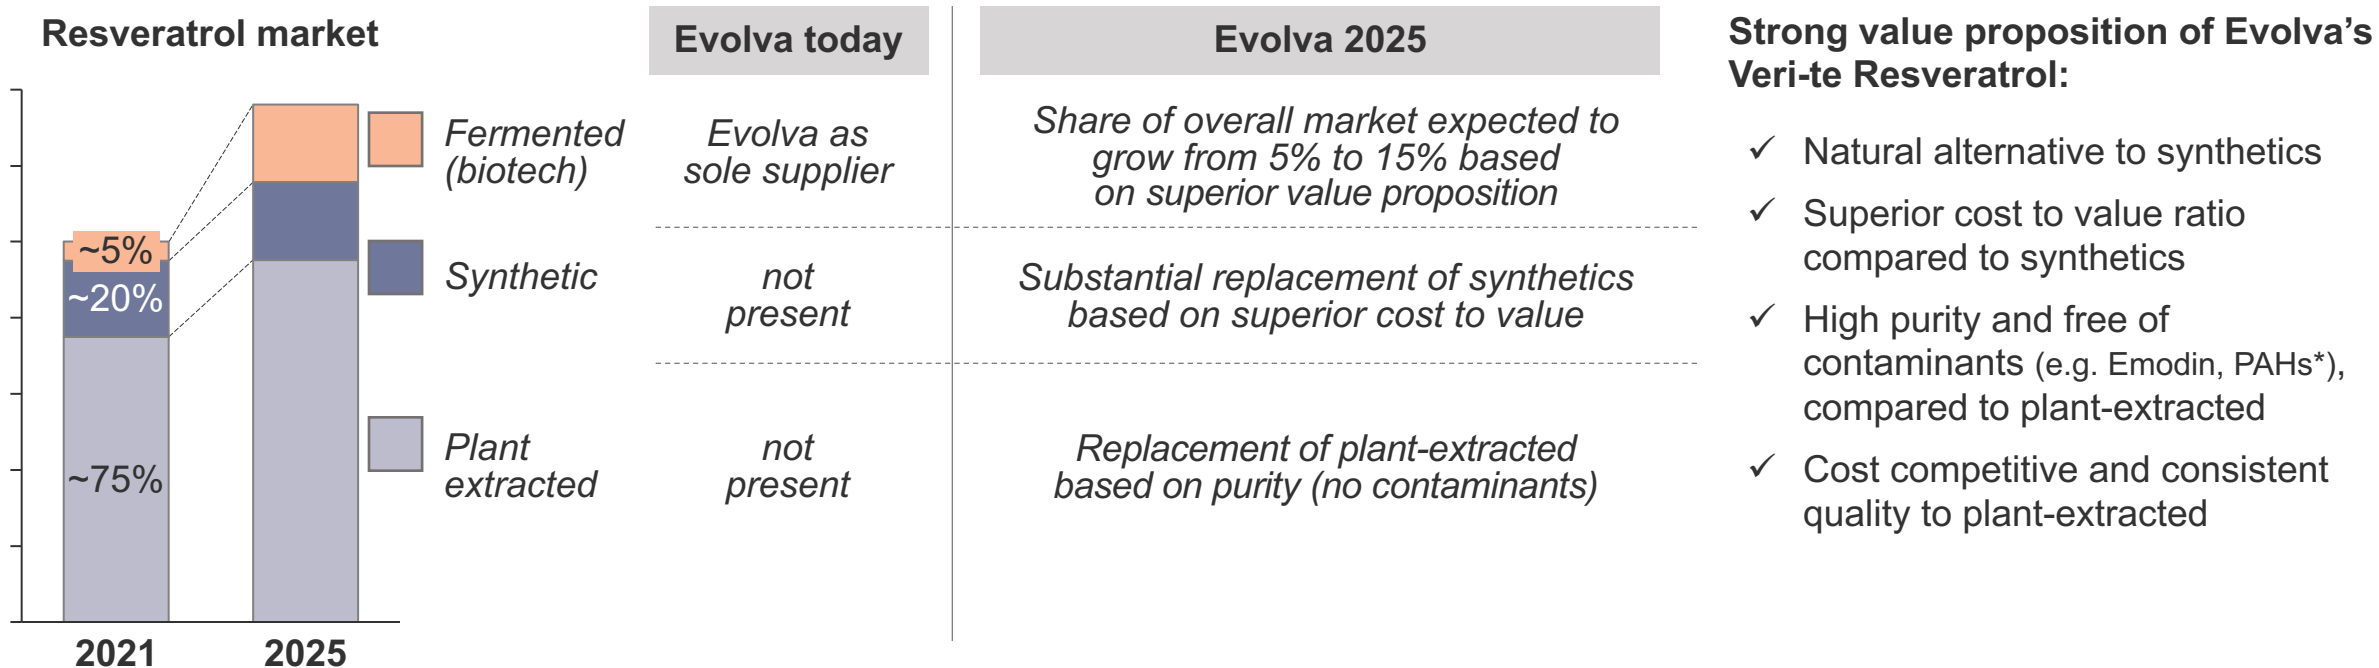 Resveratrol market
~5%
~20%
~75%
2021
2025
Fermented
(biotech)
Synthetic
Plant
extracted
Evolva today
Evolva as
sole supplier
not
present
not
present
Evolva 2025
Share of overall market expected to
grow from 5% to 15% based
on superior value proposition
Substantial replacement of synthetics
based on superior cost to value
Replacement of plant-extracted
based on purity (no contaminants)
Strong value proposition of Evolva’s
Veri-te Resveratrol:
✓ Natural alternative to synthetics
✓ Superior cost to value ratio
compared to synthetics
✓ High purity and free of
contaminants (e.g. Emodin, PAHs*),
compared to plant-extracted
✓ Cost competitive and consistent
quality to plant-extracted